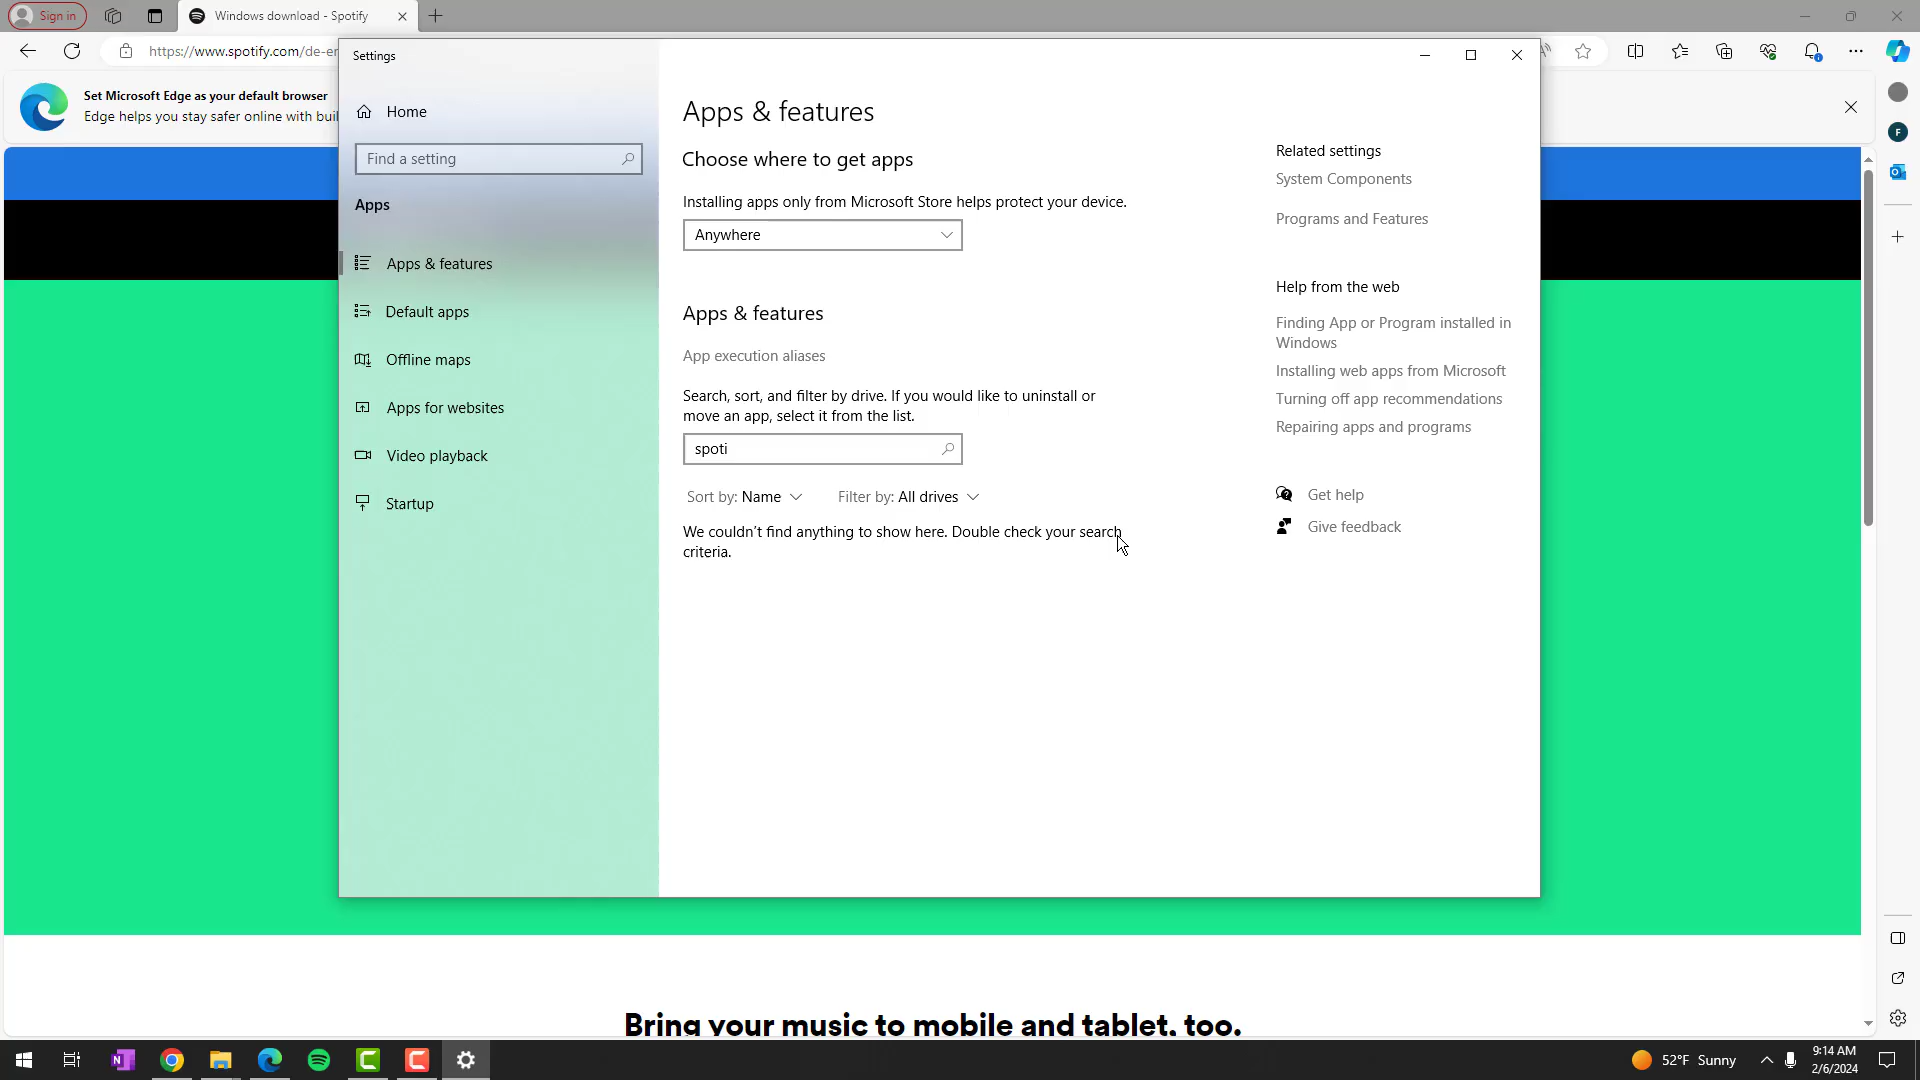 Sign in
Windows download - Spotify
https://www.spotify.com/de-en
Set Microsoft Edge as your default browser
Edge helps you stay safer online with buil
Settings
Home
Find a setting
Apps
Apps & features
Default apps
Offline maps
Apps for websites
Video playback
Startup
Apps & features
Choose where to get apps
Installing apps only from Microsoft Store helps protect your device.
Anywhere
Apps & features
App execution aliases
Search, sort, and filter by drive. If you would like to uninstall or
move an app, select it from the list.
spoti
Sort by: Name
Filter by: All drives
We couldn't find anything to show here. Double check your search
criteria.
Related settings
System Components
Programs and Features
Help from the web
Finding App or Program installed in
Windows
Installing web apps from Microsoft
Turning off app recommendations
Repairing apps and programs
Get help
Give feedback
F
Bring your music to mobile and tablet, too.
52°F Sunny
9:14 AM
2/6/2024